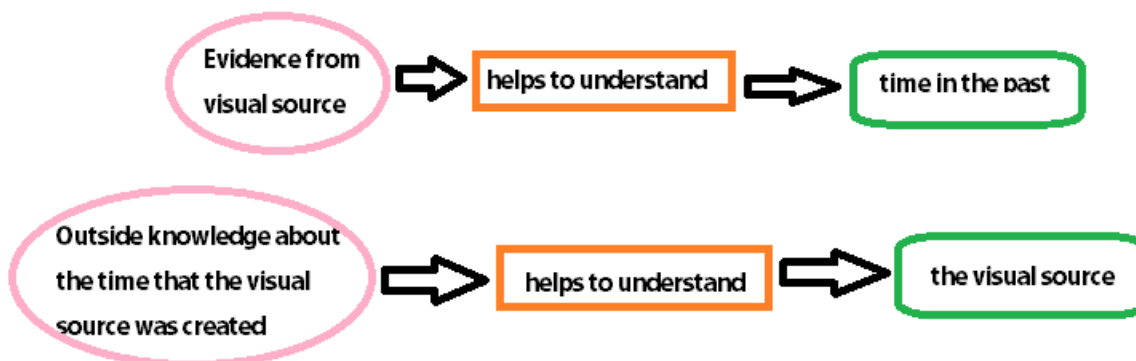 Evidence from
visual source
helps to understand
time in the past
Outside knowledge about
the time that the visual
source was created
helps to understand
the visual source